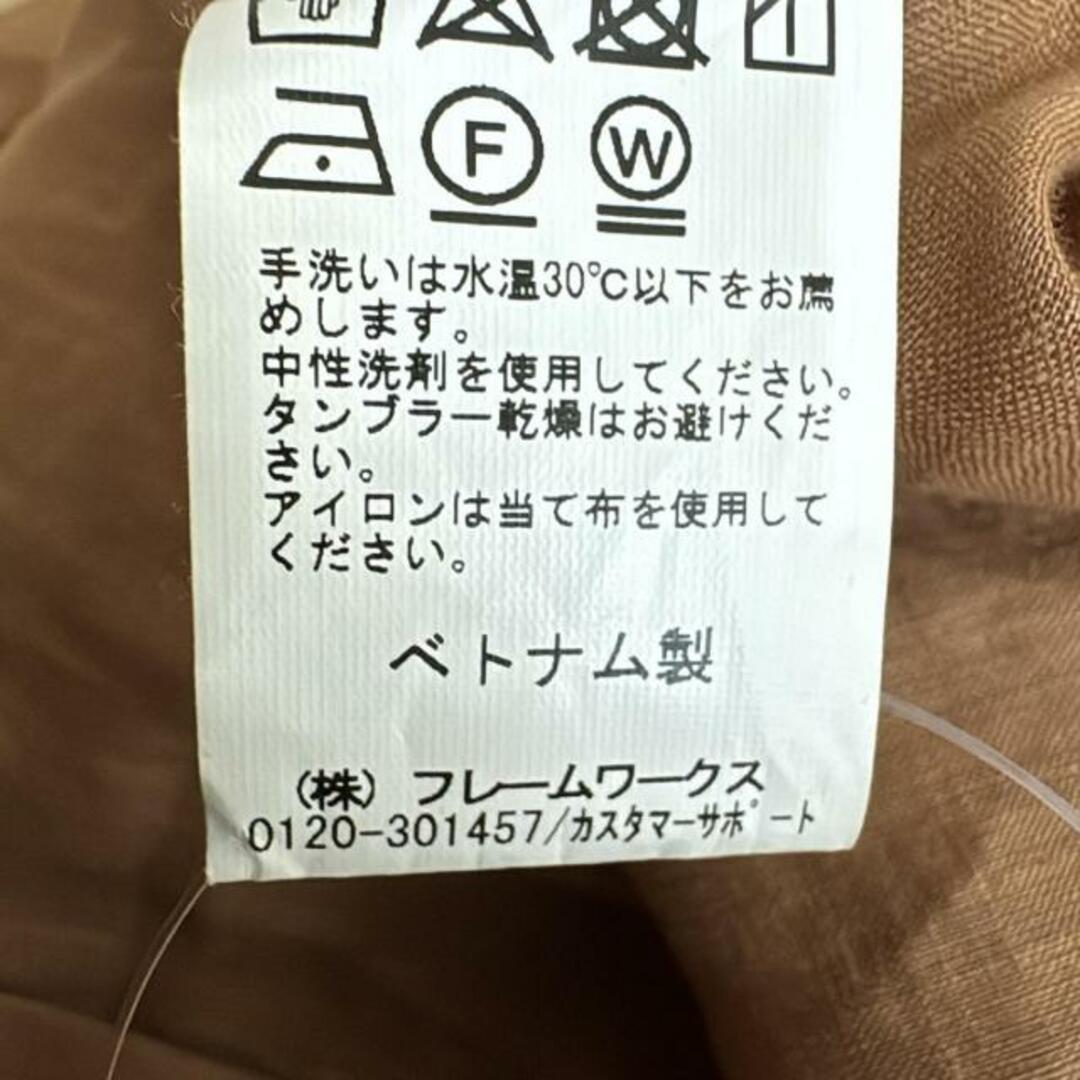 F W
手洗いは水温30℃以下をお薦
めします。
中性洗剤を使用してください。
タンブラー乾燥はお避けくだ
さい。
アイロンは当て布を使用して
ください。
ベトナム製
(株) フレームワークス
0120-301457/カスタマーサポート